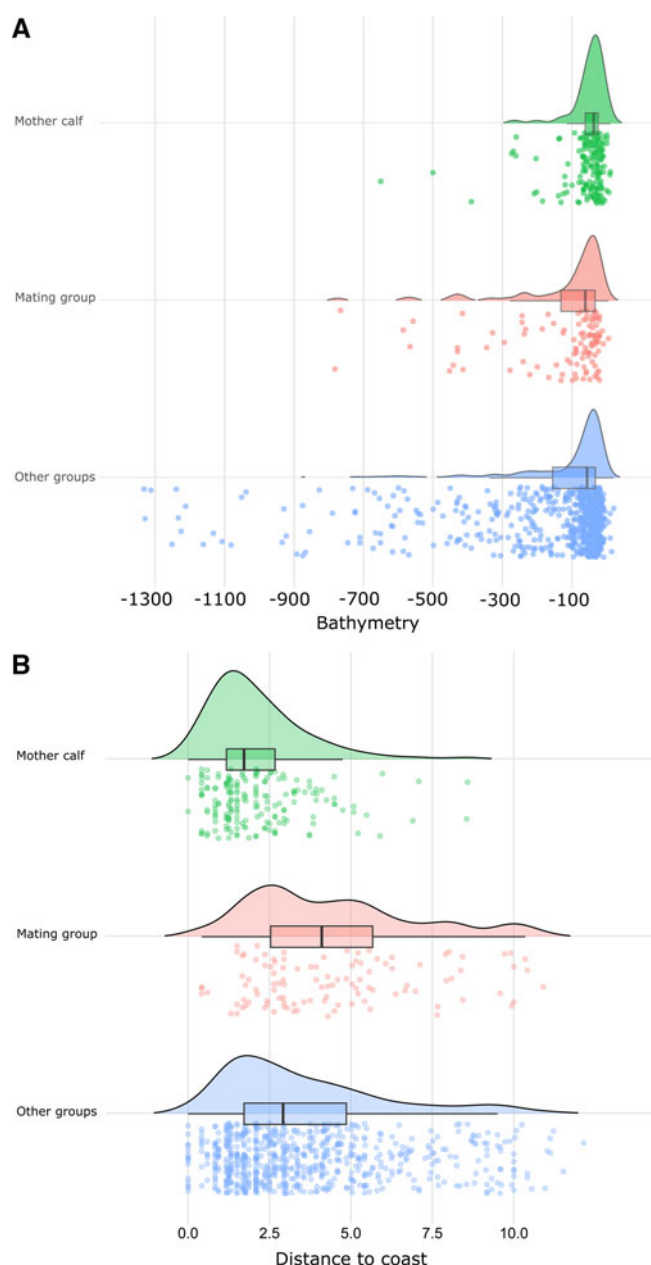 A
Mother calf
Mating group
Other groups
-1300 -1100 -900 -700 -500 -300 -100
Bathymetry
B
Mother calf
Mating group
Other groups
0.0 2.5 5.0 7.5 10.0
Distance to coast